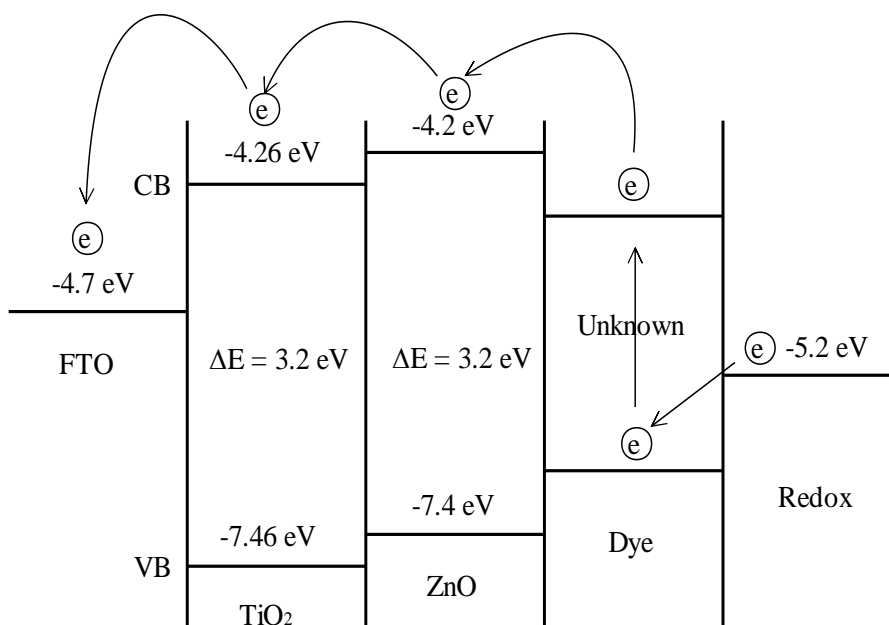 e
e
e
-4.2 eV
-4.26 eV
CB
e
e
-4.7 eV
Unknown
e
-5.2 eV
FTO
ΔE = 3.2 eV
ΔE = 3.2 eV
e
Redox
-7.4 eV
-7.46 eV
Dye
VB
ZnO
TiO₂